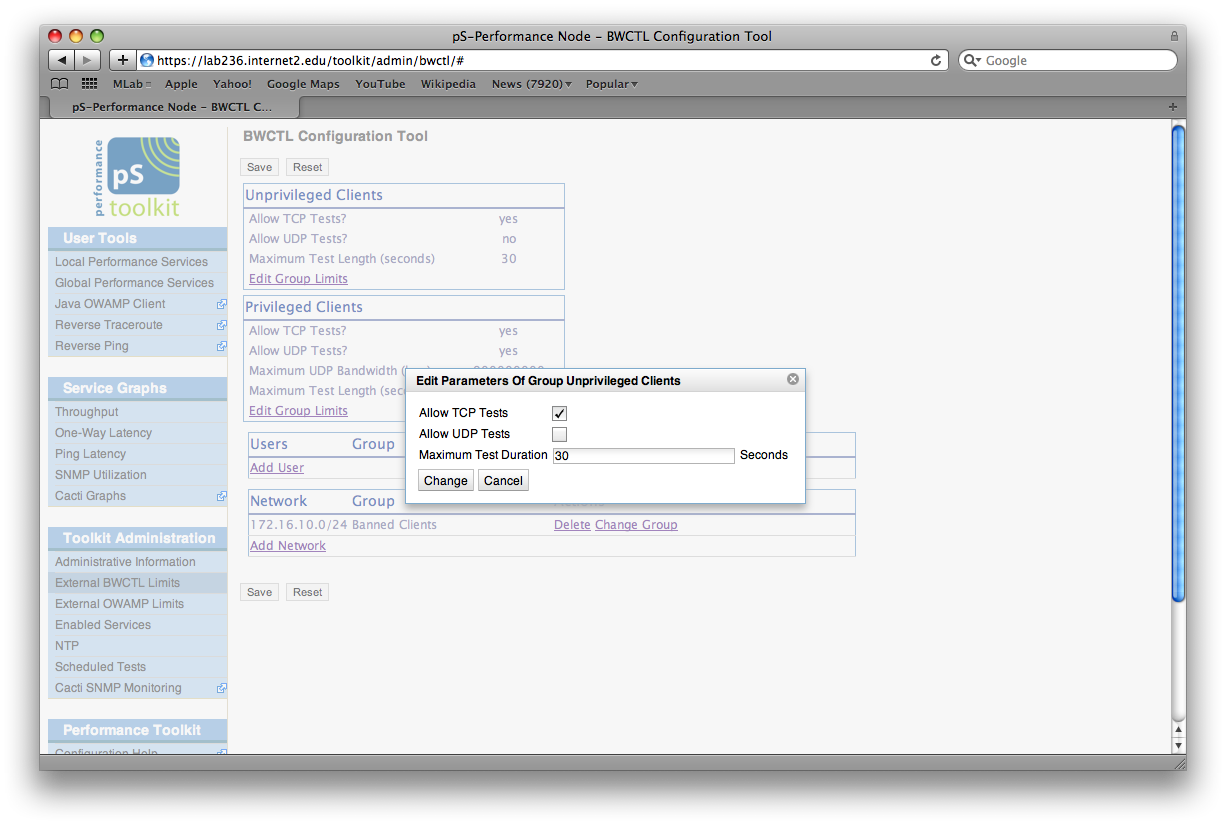 pS-Performance Node – BWCTL Configuration Tool
https://lab236.internet2.edu/toolkit/admin/bwctl/#
Google
MLab Apple Yahoo! Google Maps YouTube Wikipedia News (7920) Popular
pS-Performance Node – BWCTL C...
performance
pS
toolkit
User Tools
Local Performance Services
Global Performance Services
Java OWAMP Client
Reverse Traceroute
Reverse Ping
Service Graphs
Throughput
One-Way Latency
Ping Latency
SNMP Utilization
Cacti Graphs
Toolkit Administration
Administrative Information
External BWCTL Limits
External OWAMP Limits
Enabled Services
NTP
Scheduled Tests
Cacti SNMP Monitoring
Performance Toolkit
Configuration Help
BWCTL Configuration Tool
Save Reset
Unprivileged Clients
Allow TCP Tests? yes
Allow UDP Tests? no
Maximum Test Length (seconds) 30
Edit Group Limits
Privileged Clients
Allow TCP Tests? yes
Allow UDP Tests? yes
Maximum UDP Bandwidth
Maximum Test Length
Edit Group Limits
Edit Parameters Of Group Unprivileged Clients
Allow TCP Tests
Allow UDP Tests
Maximum Test Duration 30 Seconds
Change Cancel
Users Group
Add User
Network Group
172.16.10.0/24 Banned Clients Delete Change Group
Add Network
Save Reset